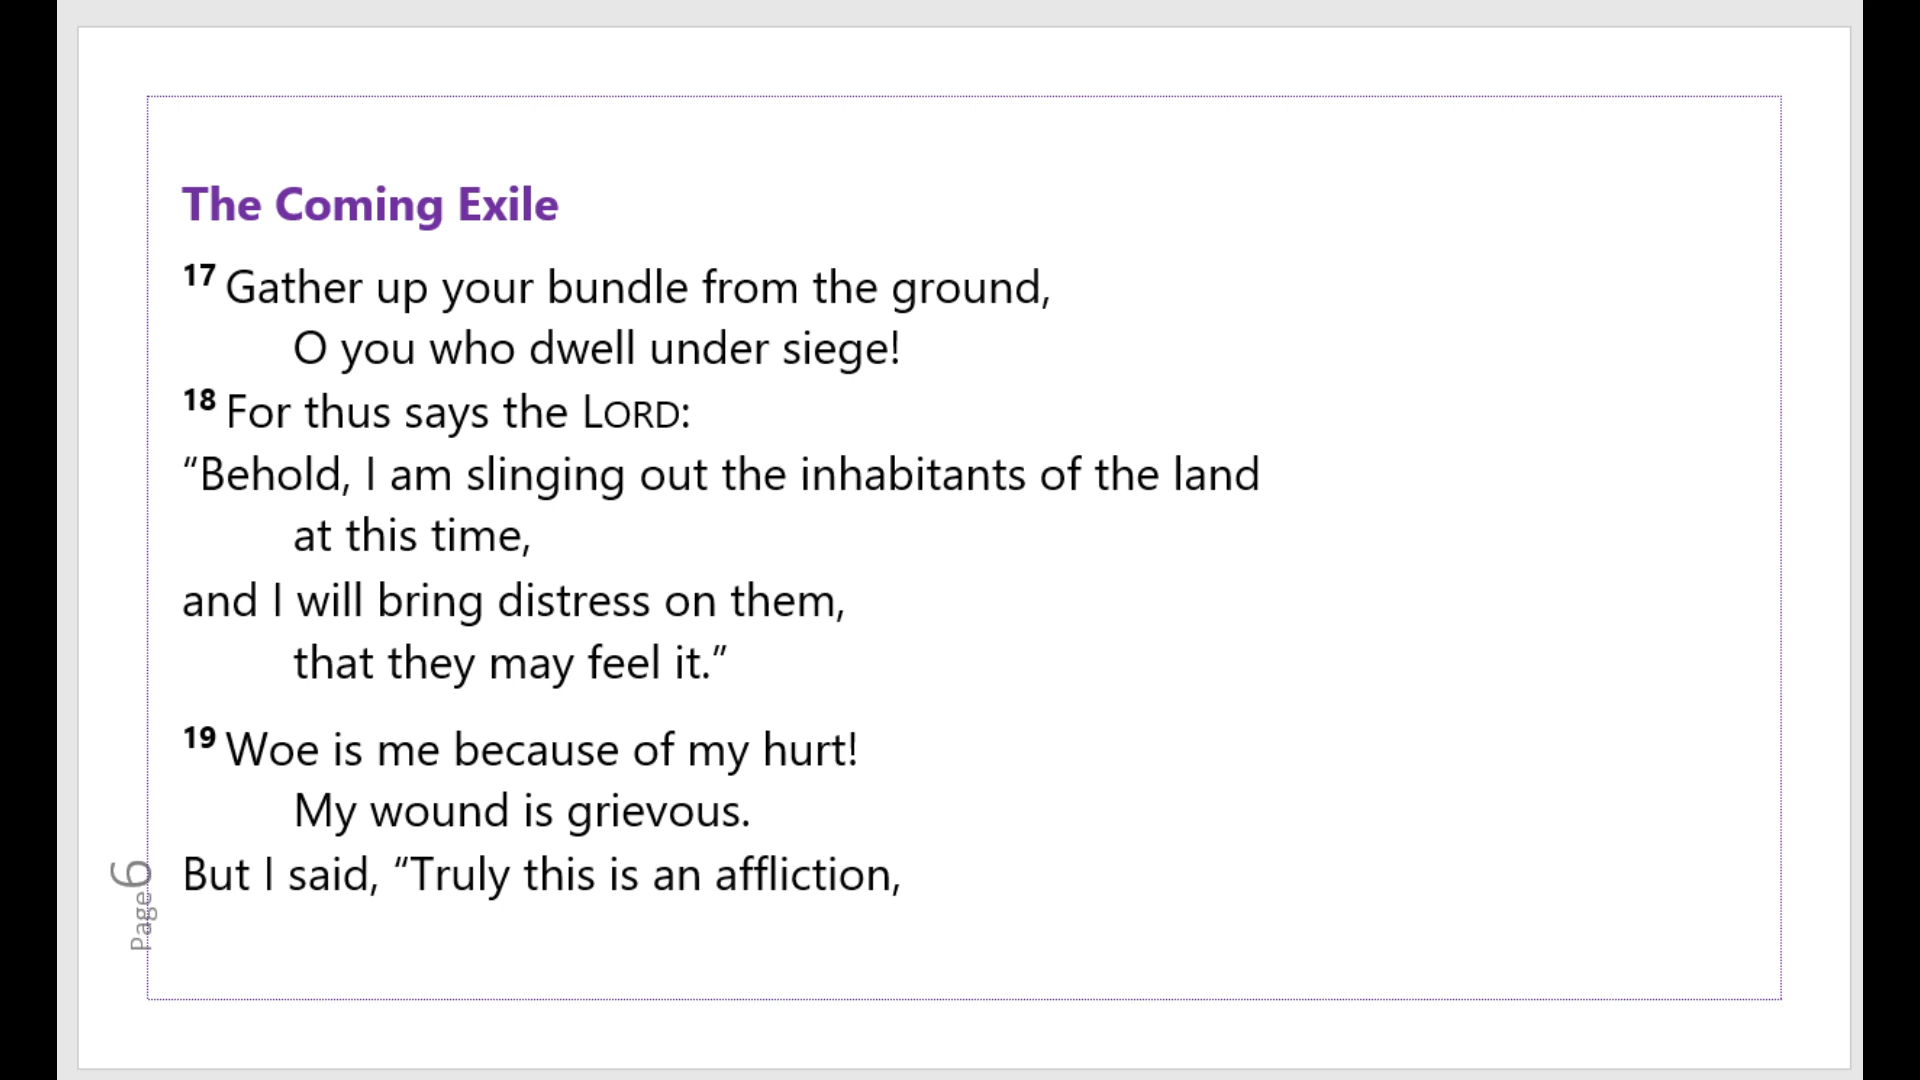 The Coming Exile
17 Gather up your bundle from the ground,
O you who dwell under siege!
18 For thus says the LORD:
“Behold, I am slinging out the inhabitants of the land
at this time,
and I will bring distress on them,
that they may feel it.”
19 Woe is me because of my hurt!
My wound is grievous.
But I said, “Truly this is an affliction,
Page 6